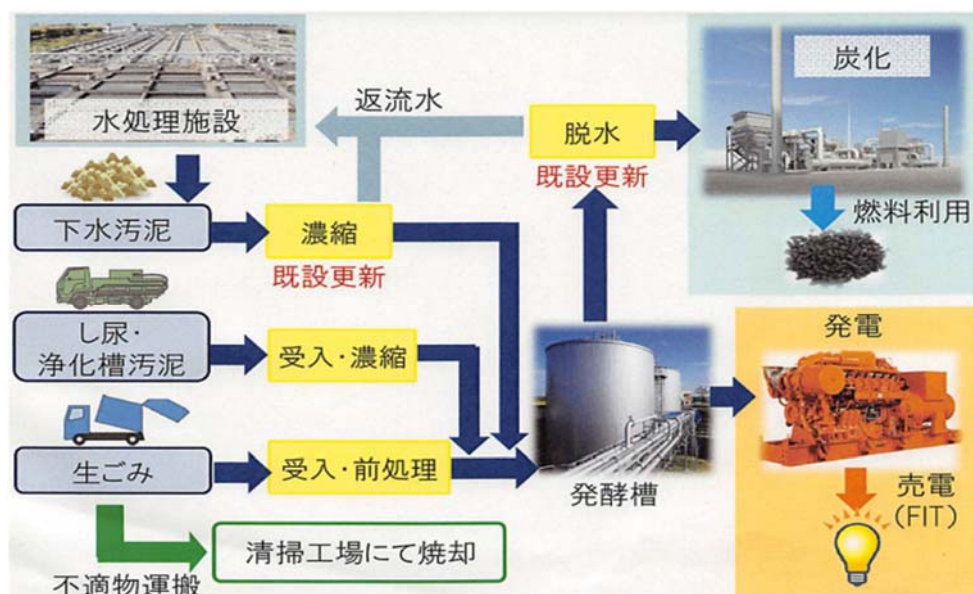 水処理施設
返流水
脱水
既設更新
炭化
燃料利用
下水汚泥
濃縮
既設更新
し尿・
浄化槽汚泥
受入・濃縮
生ごみ
受入・前処理
発酵槽
発電
売電
(FIT)
清掃工場にて焼却
不適物運搬